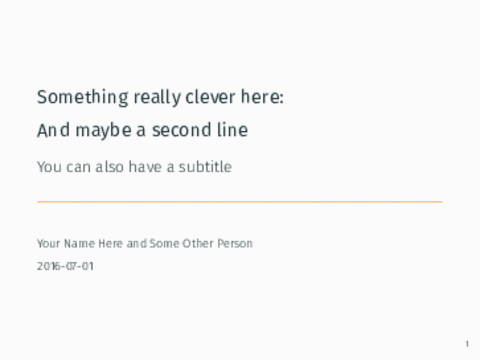 Something really clever here:
And maybe a second line
You can also have a subtitle
Your Name Here and Some Other Person
2016-07-01
1